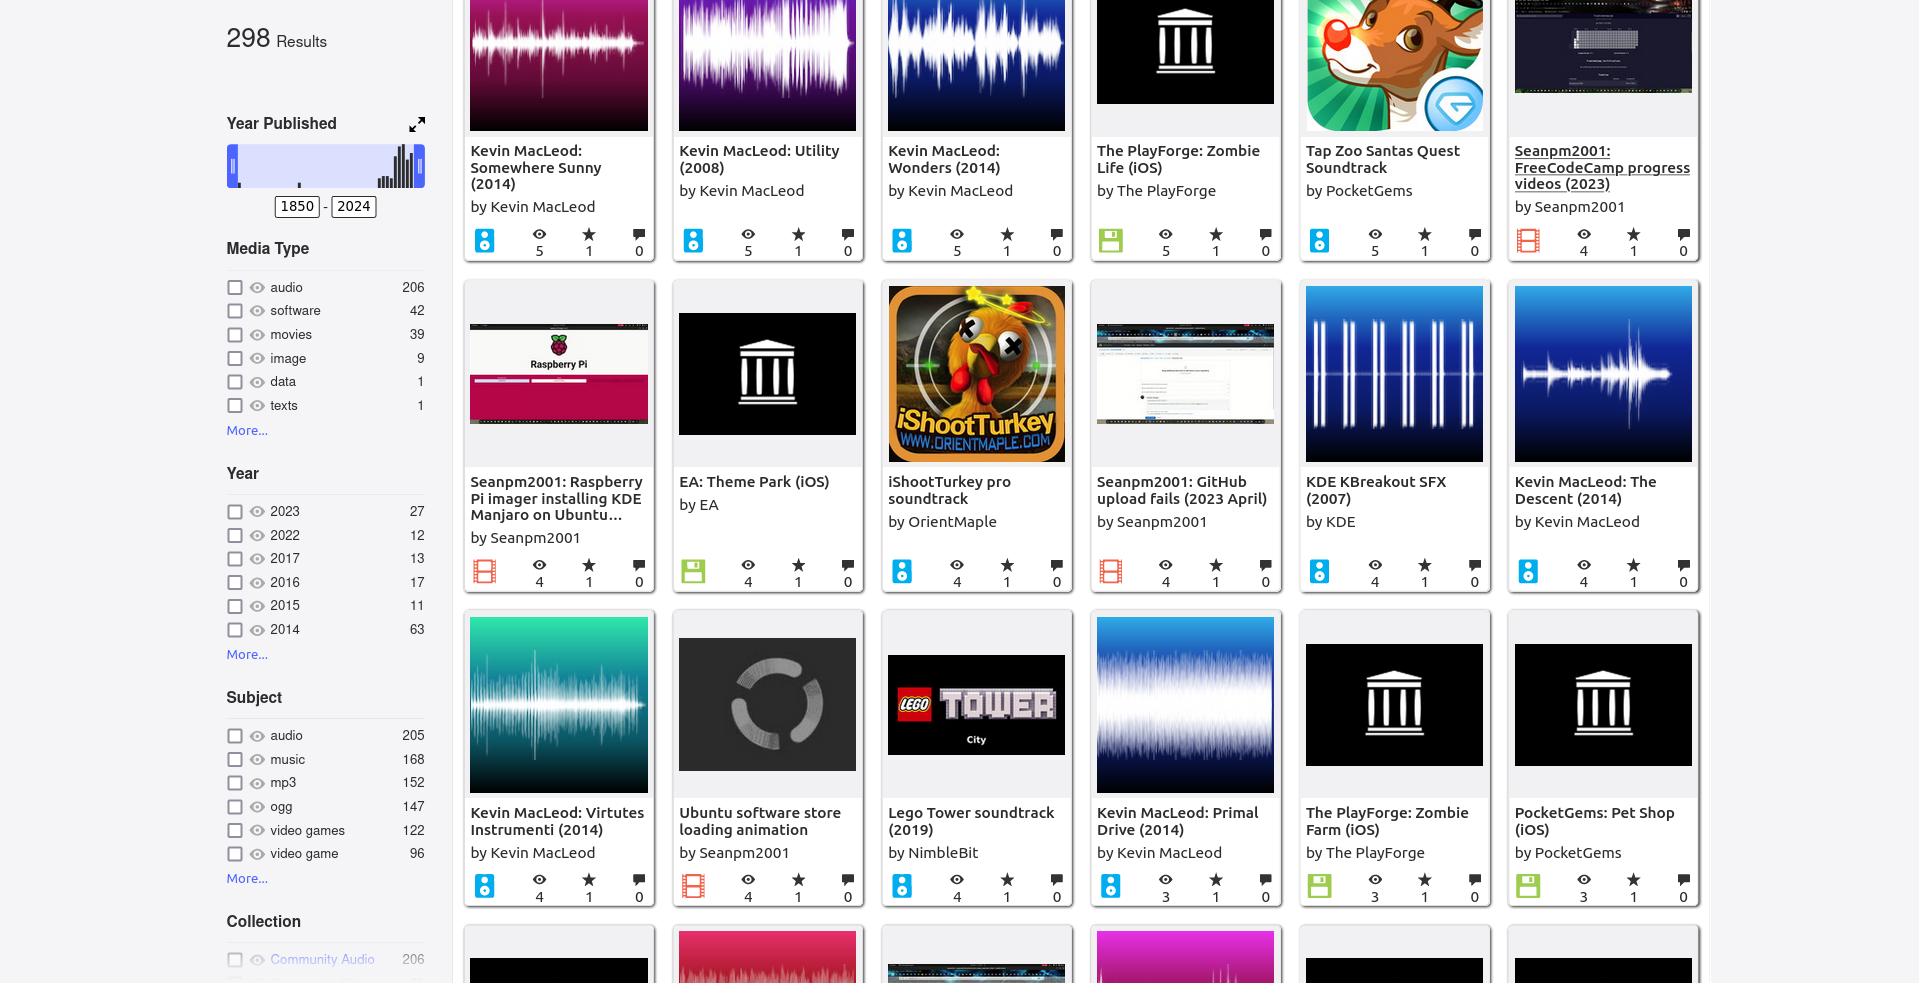 298 Results
Year Published
1850 - 2024
Media Type
audio 206
software 42
movies 39
image 9
data 1
texts 1
More...
Year
2023 27
2022 12
2017 13
2016 17
2015 11
2014 63
More...
Subject
audio 205
music 168
mp3 152
ogg 147
video games 122
video game 96
More...
Collection
Community Audio 206
Kevin MacLeod:
Somewhere Sunny
(2014)
by Kevin MacLeod
5 1 0
Kevin MacLeod: Utility
(2008)
by Kevin MacLeod
5 1 0
Kevin MacLeod:
Wonders (2014)
by Kevin MacLeod
5 1 0
The PlayForge: Zombie
Life (iOS)
by The PlayForge
5 1 0
Tap Zoo Santas Quest
Soundtrack
by PocketGems
5 1 0
Seanpm2001:
FreeCodeCamp progress
videos (2023)
by Seanpm2001
4 1 0
Raspberry Pi
Seanpm2001: Raspberry
Pi imager installing KDE
Manjaro on Ubuntu...
by Seanpm2001
4 1 0
EA: Theme Park (iOS)
by EA
4 1 0
iShootTurkey
WWW.ORIENTMAPLE.COM
iShootTurkey pro
soundtrack
by OrientMaple
4 1 0
Seanpm2001: GitHub
upload fails (2023 April)
by Seanpm2001
4 1 0
KDE KBreakout SFX
(2007)
by KDE
4 1 0
Kevin MacLeod: The
Descent (2014)
by Kevin MacLeod
4 1 0
Kevin MacLeod: Virtutes
Instrumenti (2014)
by Kevin MacLeod
4 1 0
Ubuntu software store
loading animation
by Seanpm2001
4 1 0
LEGO TOWER
City
Lego Tower soundtrack
(2019)
by NimbleBit
4 1 0
Kevin MacLeod: Primal
Drive (2014)
by Kevin MacLeod
3 1 0
The PlayForge: Zombie
Farm (iOS)
by The PlayForge
3 1 0
PocketGems: Pet Shop
(iOS)
by PocketGems
3 1 0